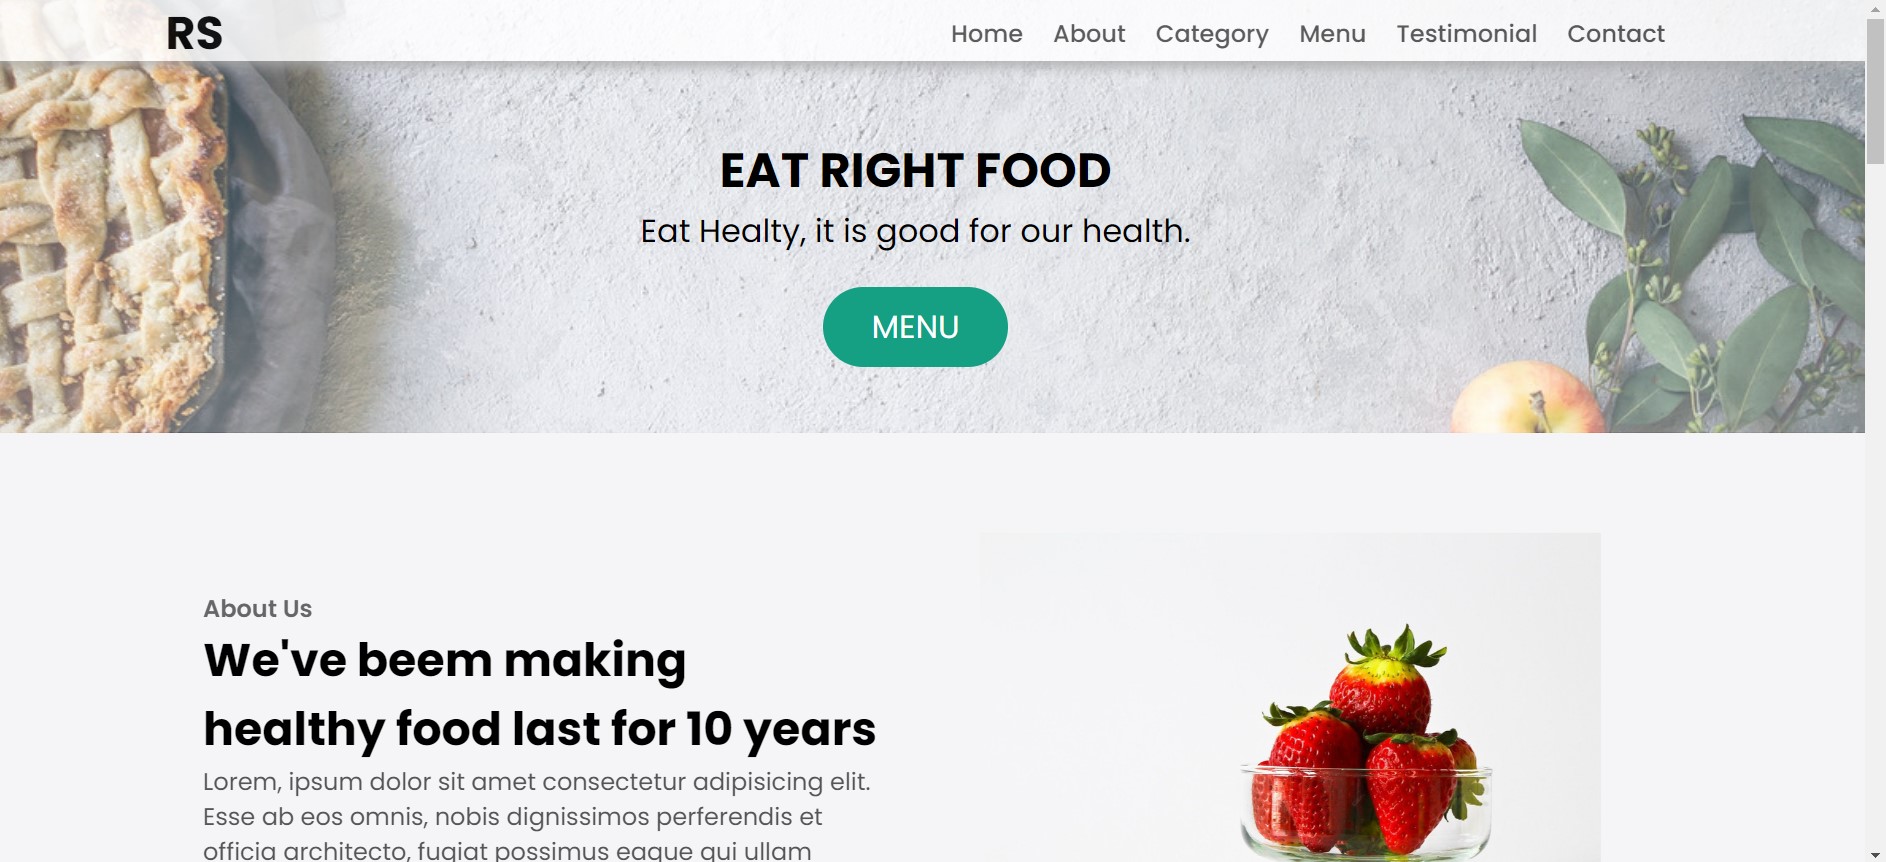 RS
Home About Category Menu Testimonial Contact
EAT RIGHT FOOD
Eat Healty, it is good for our health.
MENU
About Us
We've beem making
healthy food last for 10 years
Lorem, ipsum dolor sit amet consectetur adipisicing elit.
Esse ab eos omnis, nobis dignissimos perferendis et
officia architecto, fugiat possimus eaque qui ullam